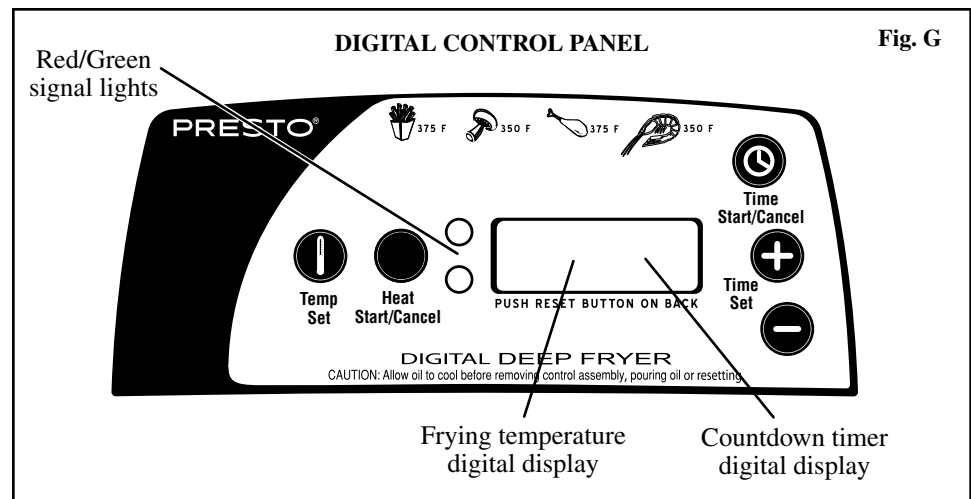 DIGITAL CONTROL PANEL
Fig. G
Red/Green
signal lights
PRESTO®
375 F
350 F
375 F
350 F
Time
Start/Cancel
Temp
Set
Heat
Start/Cancel
PUSH RESET BUTTON ON BACK
Time
Set
DIGITAL DEEP FRYER
CAUTION: Allow oil to cool before removing control assembly, pouring oil or resetting.
Frying temperature
digital display
Countdown timer
digital display